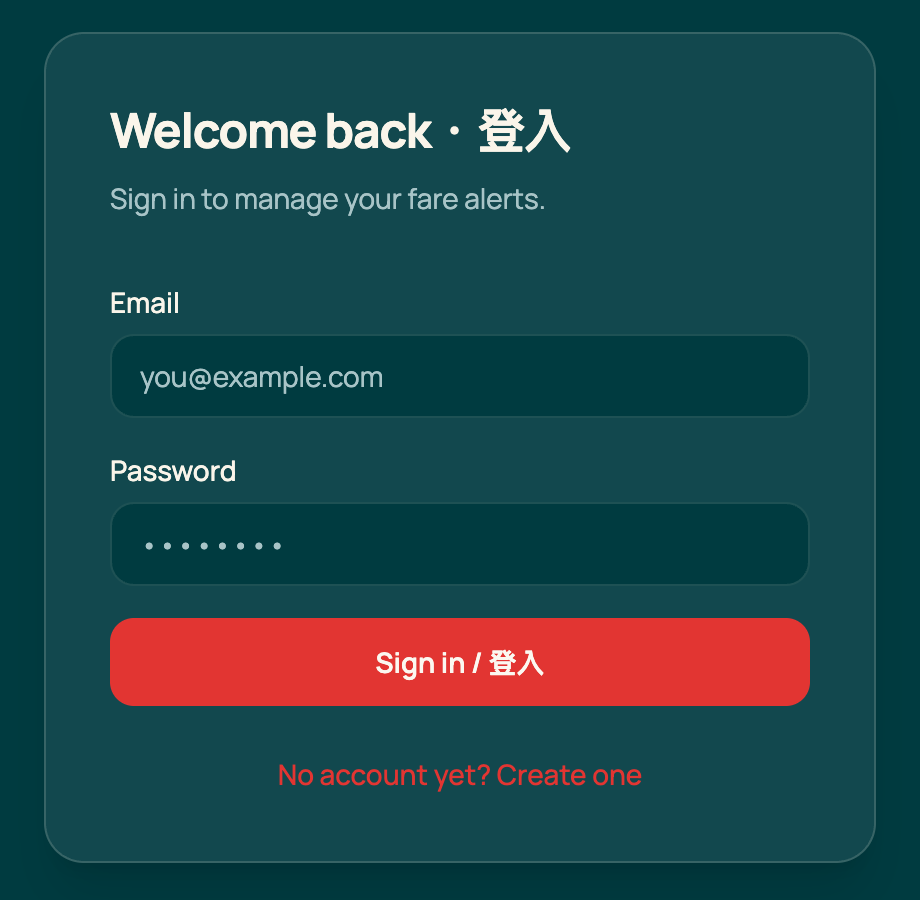 Welcome back · 登入
Sign in to manage your fare alerts.
Email
you@example.com
Password
••••••••
Sign in / 登入
No account yet? Create one